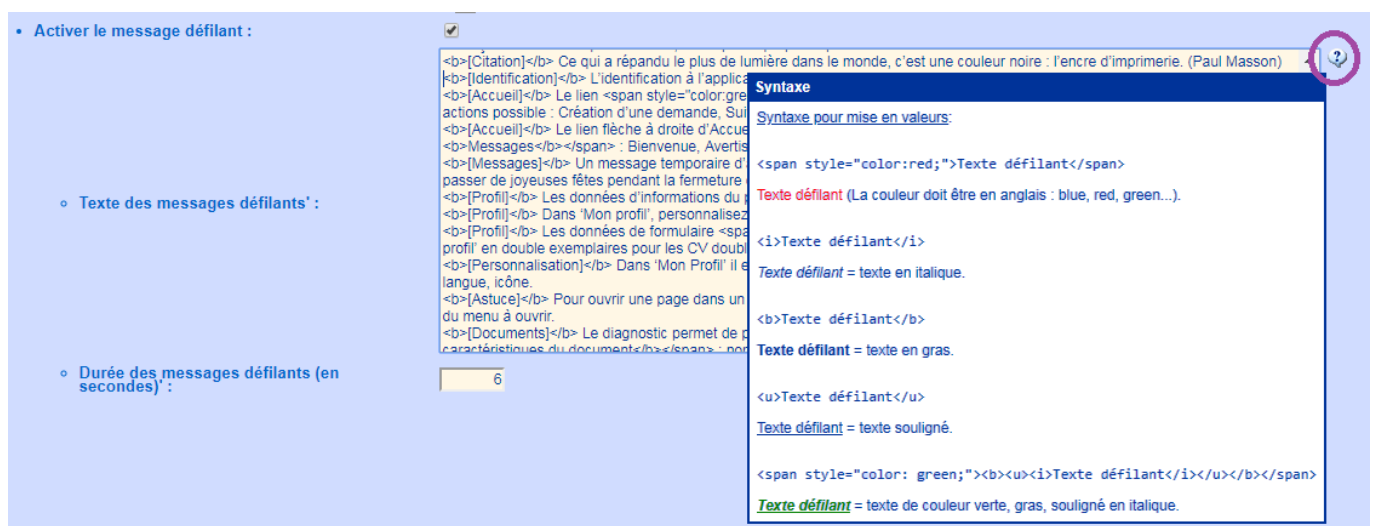 Activer le message défilant :
<b>[Citation]</b> Ce qui a répandu le plus de lumière dans le monde, c’est une couleur noire : l’encre d’imprimerie. (Paul Masson)
<b>[Identification]</b> L’identification à l’applica
<b>[Accueil]</b> Le lien <span style="color:gre
actions possible : Création d’une demande, Sui
<b>[Accueil]</b> Le lien flèche à droite d’Accue
<b>Messages</b></span> : Bienvenue, Avertis
<b>[Messages]</b> Un message temporaire d’
passer de joyeuses fêtes pendant la fermeture
<b>[Profil]</b> Les données d’informations du p
<b>[Profil]</b> Dans ‘Mon profil’, personnalisez
<b>[Profil]</b> Les données de formulaire <spa
profil’ en double exemplaires pour les CV doubl
<b>[Personnalisation]</b> Dans ‘Mon Profil’ il e
langue, icône.
<b>[Astuce]</b> Pour ouvrir une page dans un
du menu à ouvrir.
<b>[Documents]</b> Le diagnostic permet de p
caractéristiques du document</b></span> : nor
Texte des messages défilants' :
Durée des messages défilants (en
secondes)' :
6
Syntaxe
Syntaxe pour mise en valeurs:
<span style="color:red;">Texte défilant</span>
Texte défilant (La couleur doit être en anglais : blue, red, green...).
<i>Texte défilant</i>
Texte défilant = texte en italique.
<b>Texte défilant</b>
Texte défilant = texte en gras.
<u>Texte défilant</u>
Texte défilant = texte souligné.
<span style="color: green;"><b><u><i>Texte défilant</i></u></b></span>
Texte défilant = texte de couleur verte, gras, souligné en italique.